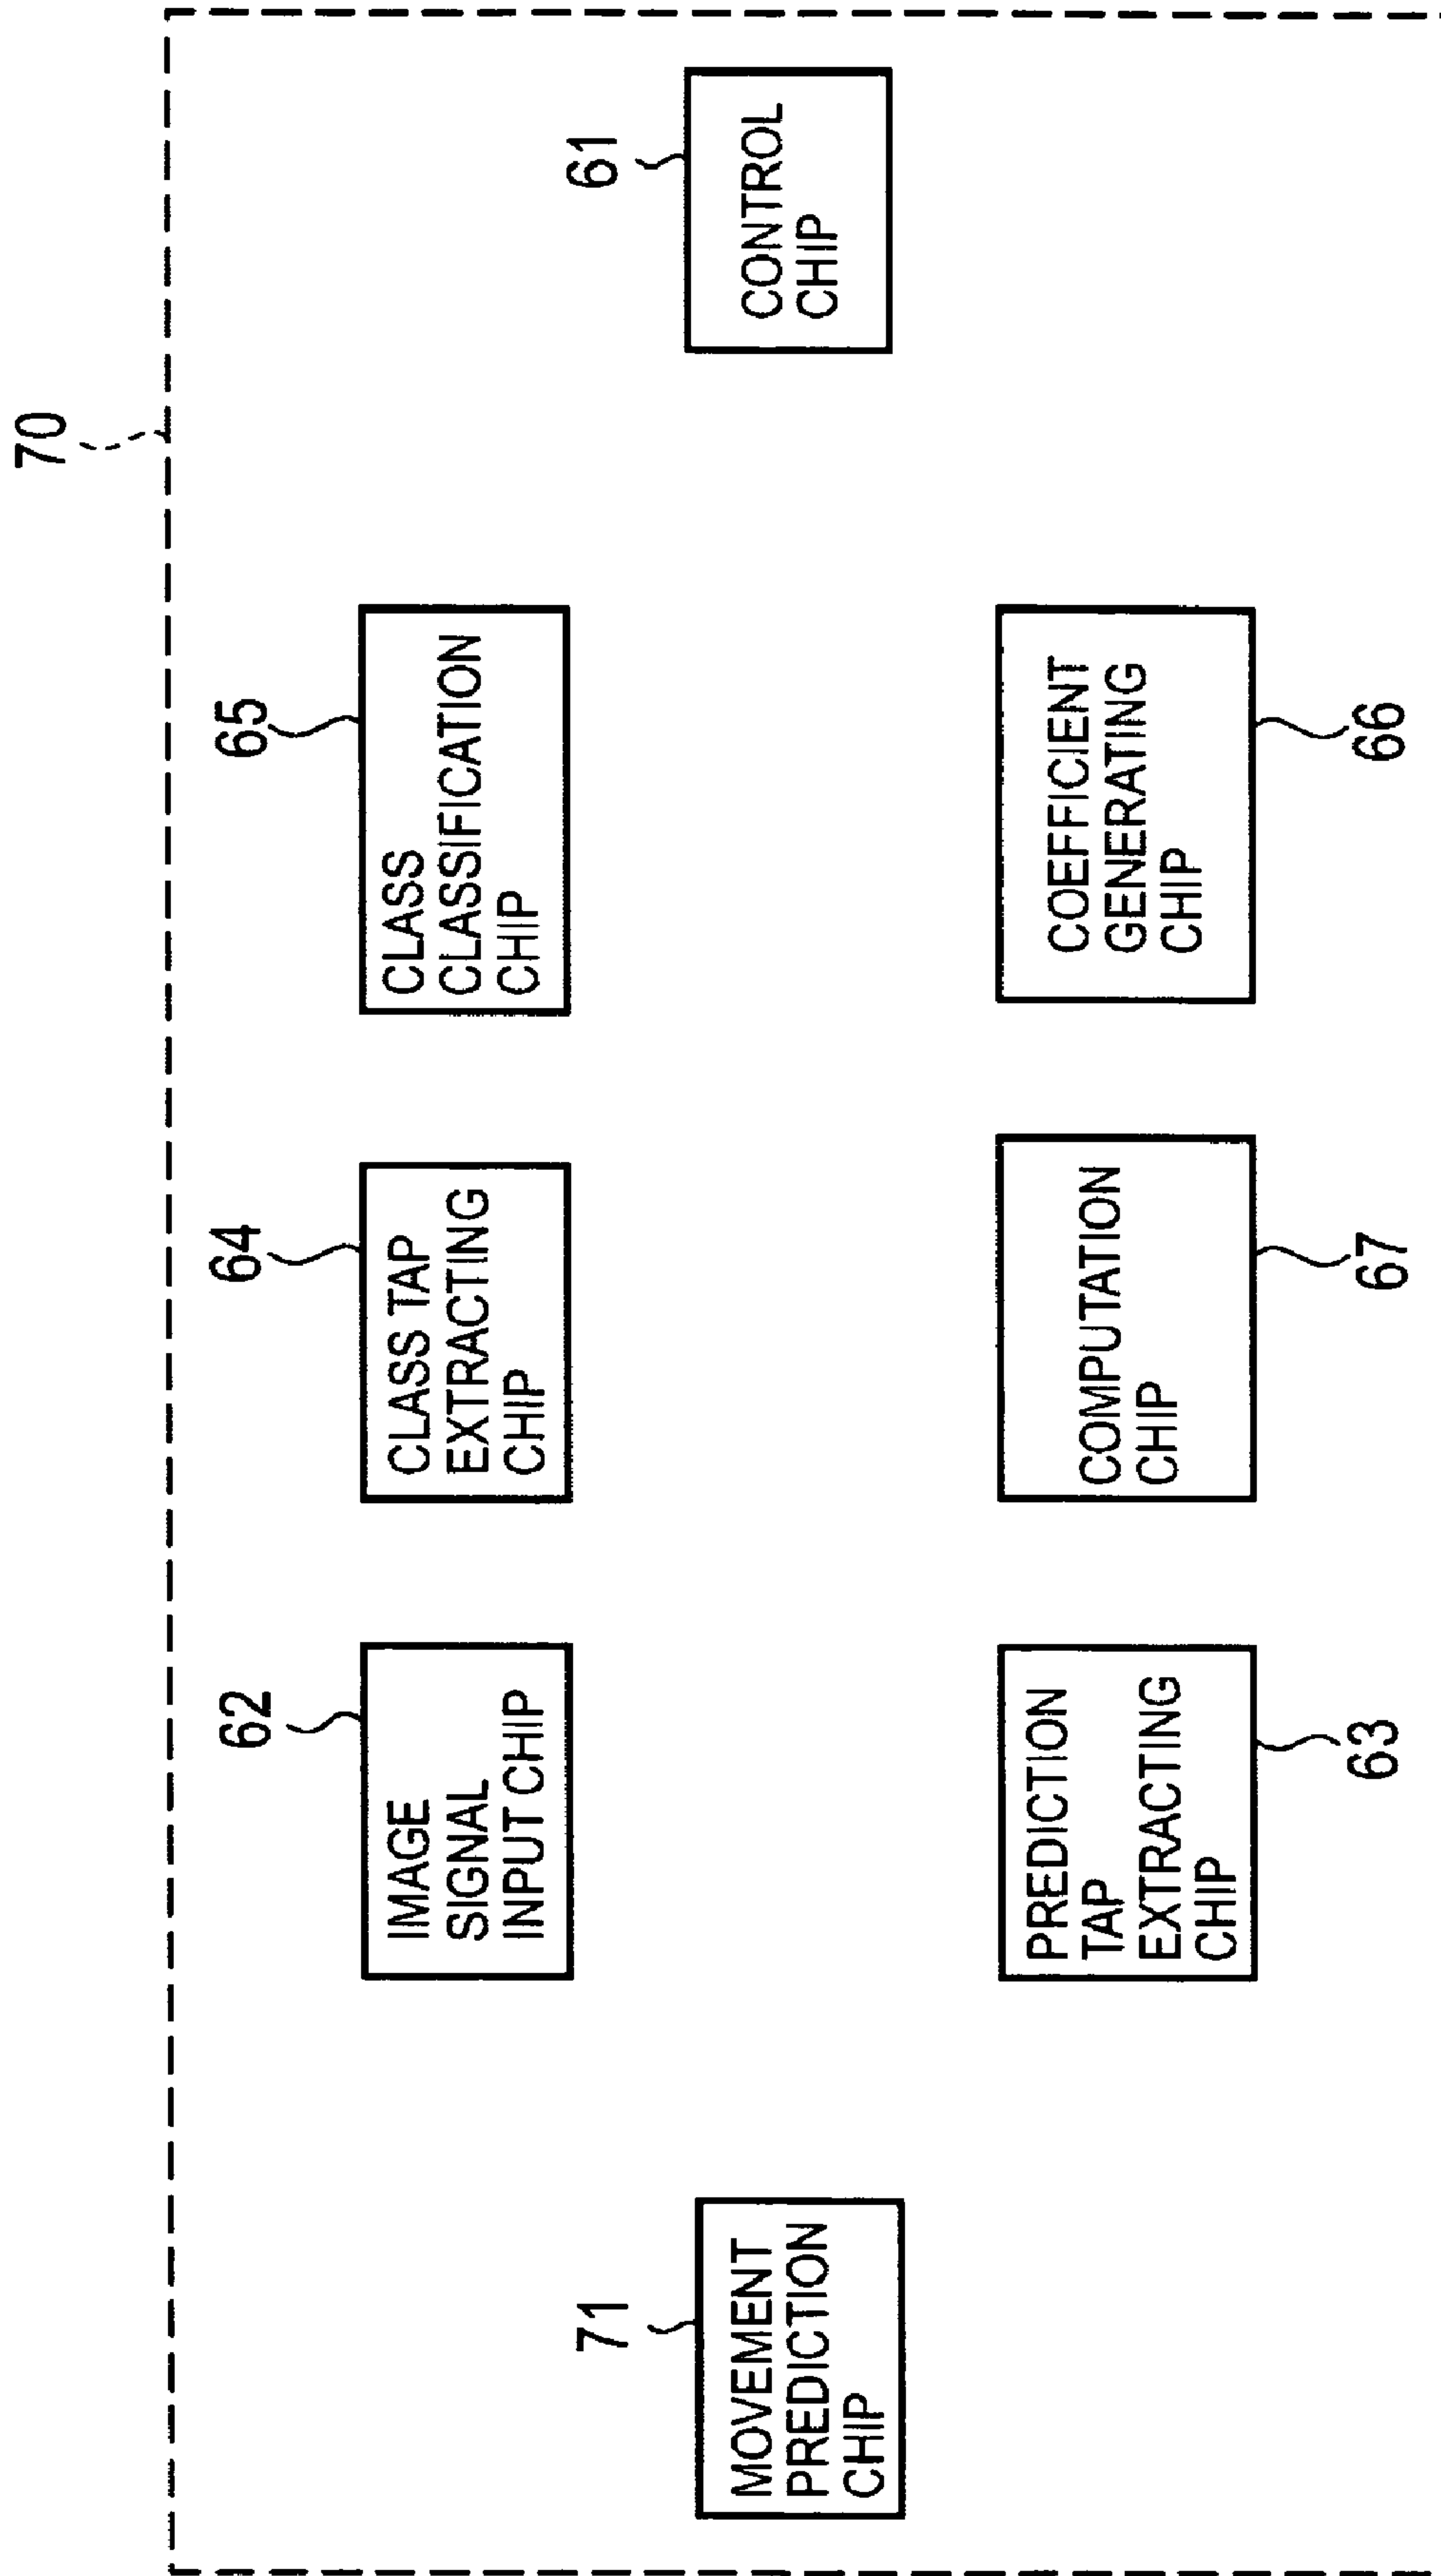 70
62
IMAGE
SIGNAL
INPUT CHIP
64
CLASS TAP
EXTRACTING
CHIP
65
CLASS
CLASSIFICATION
CHIP
71
MOVEMENT
PREDICTION
CHIP
61
CONTROL
CHIP
PREDICTION
TAP
EXTRACTING
CHIP
63
COMPUTATION
CHIP
67
COEFFICIENT
GENERATING
CHIP
66